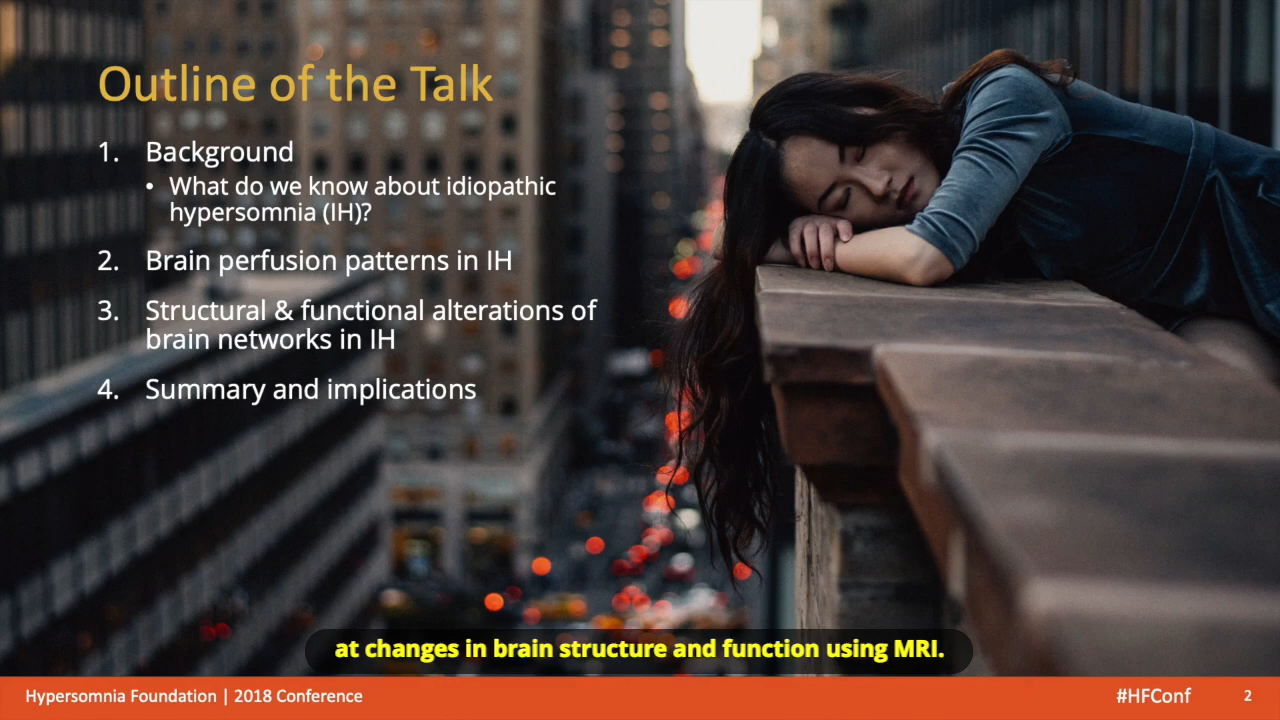 Outline of the Talk
1. Background
• What do we know about idiopathic
hypersomnia (IH)?
2. Brain perfusion patterns in IH
3. Structural & functional alterations of
brain networks in IH
4. Summary and implications
at changes in brain structure and function using MRI.
Hypersomnia Foundation | 2018 Conference
#HFConf
2